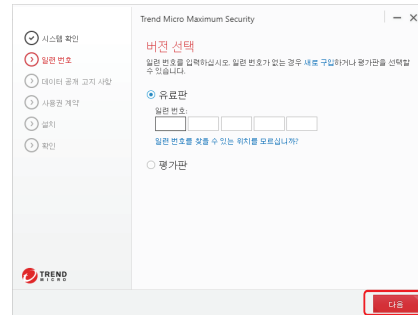 Trend Micro Maximum Security
시스템 확인
일련 번호
데이터 공개 고지 사항
사용권 계약
설치
확인
버전 선택
일련 번호를 입력하십시오. 일련 번호가 없는 경우 새로 구입하거나 평가판을 선택할
수 있습니다.
유료판
일련 번호:
일련 번호를 찾을 수 있는 위치를 모르십니까?
평가판
TREND
MICRO
다음